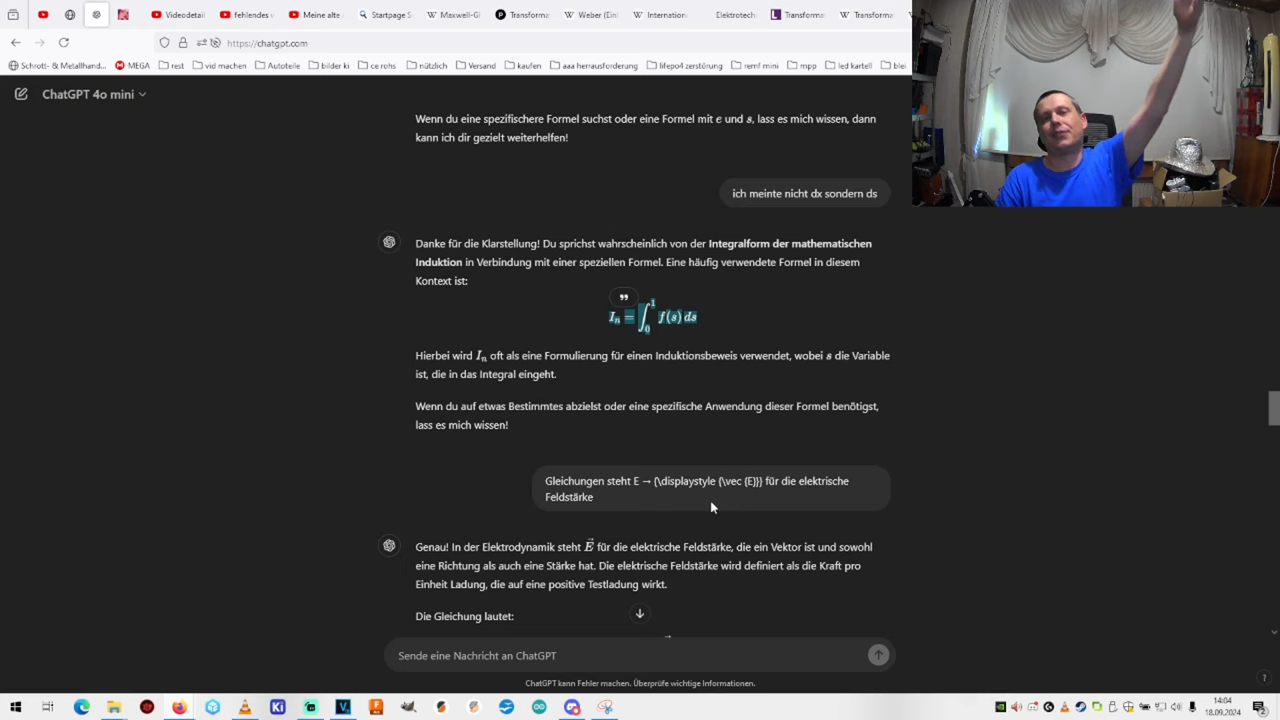 Videodetail
fehlendes v
Meine alte
Startpage S
Maxwell-Gl
Transforma
Weber (Ein
Internation
Elektrotech
Transforma
Transforma
https://chatgpt.com
Schrott- & Metallhand...
MEGA
rest
vid machen
Autoteile
bilder ki
ce rohs
nützlich
Versand
kaufen
aaa herrausforderung
lifepo4 zerstörung
remf mini
mpp
led kartell
blei
ChatGPT 4o mini
Wenn du eine spezifischere Formel suchst oder eine Formel mit e und s, lass es mich wissen, dann
kann ich dir gezielt weiterhelfen!
ich meinte nicht dx sondern ds
Danke für die Klarstellung! Du sprichst wahrscheinlich von der Integralform der mathematischen
Induktion in Verbindung mit einer speziellen Formel. Eine häufig verwendete Formel in diesem
Kontext ist:
Iₙ = ∫₀¹ f(s) ds
Hierbei wird Iₙ oft als eine Formulierung für einen Induktionsbeweis verwendet, wobei s die Variable
ist, die in das Integral eingeht.
Wenn du auf etwas Bestimmtes abzielst oder eine spezifische Anwendung dieser Formel benötigst,
lass es mich wissen!
Gleichungen steht E → {\displaystyle {\vec {E}}} für die elektrische
Feldstärke
Genau! In der Elektrodynamik steht E⃗ für die elektrische Feldstärke, die ein Vektor ist und sowohl
eine Richtung als auch eine Stärke hat. Die elektrische Feldstärke wird definiert als die Kraft pro
Einheit Ladung, die auf eine positive Testladung wirkt.
Die Gleichung lautet:
Sende eine Nachricht an ChatGPT
ChatGPT kann Fehler machen. Überprüfe wichtige Informationen.
Ki
14:04
18.09.2024